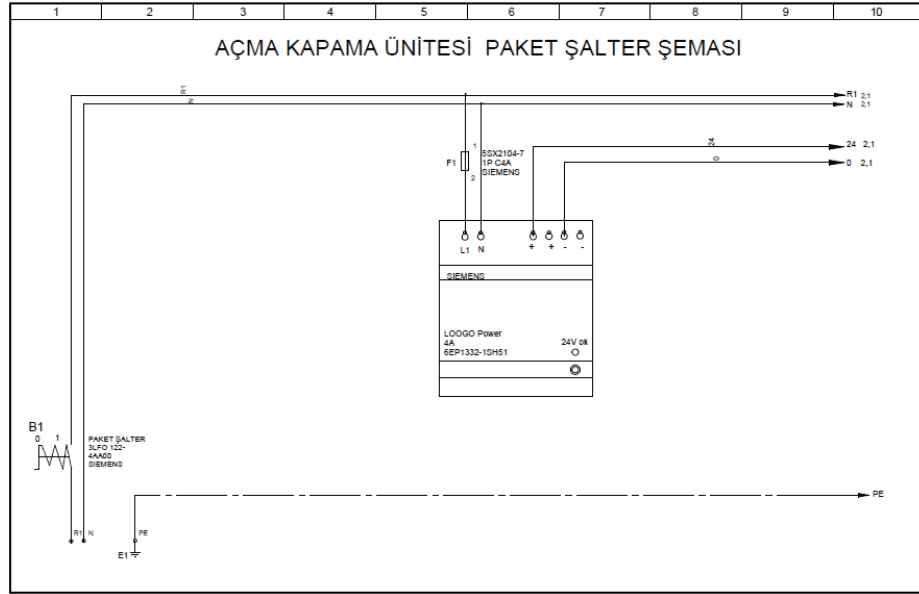 1 2 3 4 5 6 7 8 9 10
AÇMA KAPAMA ÜNİTESİ PAKET ŞALTER ŞEMASI
R1
N
R1 2,1
N 2,1
24
24 2,1
0
0 2,1
1
F1
2
5SX2104-7
1P C4A
SIEMENS
L1 N + + - -
SIEMENS
LOOGO Power
4A
6EP1332-1SH51
24V ok
B1
0 1
PAKET ŞALTER
3LFO 122-
4AA00
SIEMENS
PE
R1 N
PE
E1